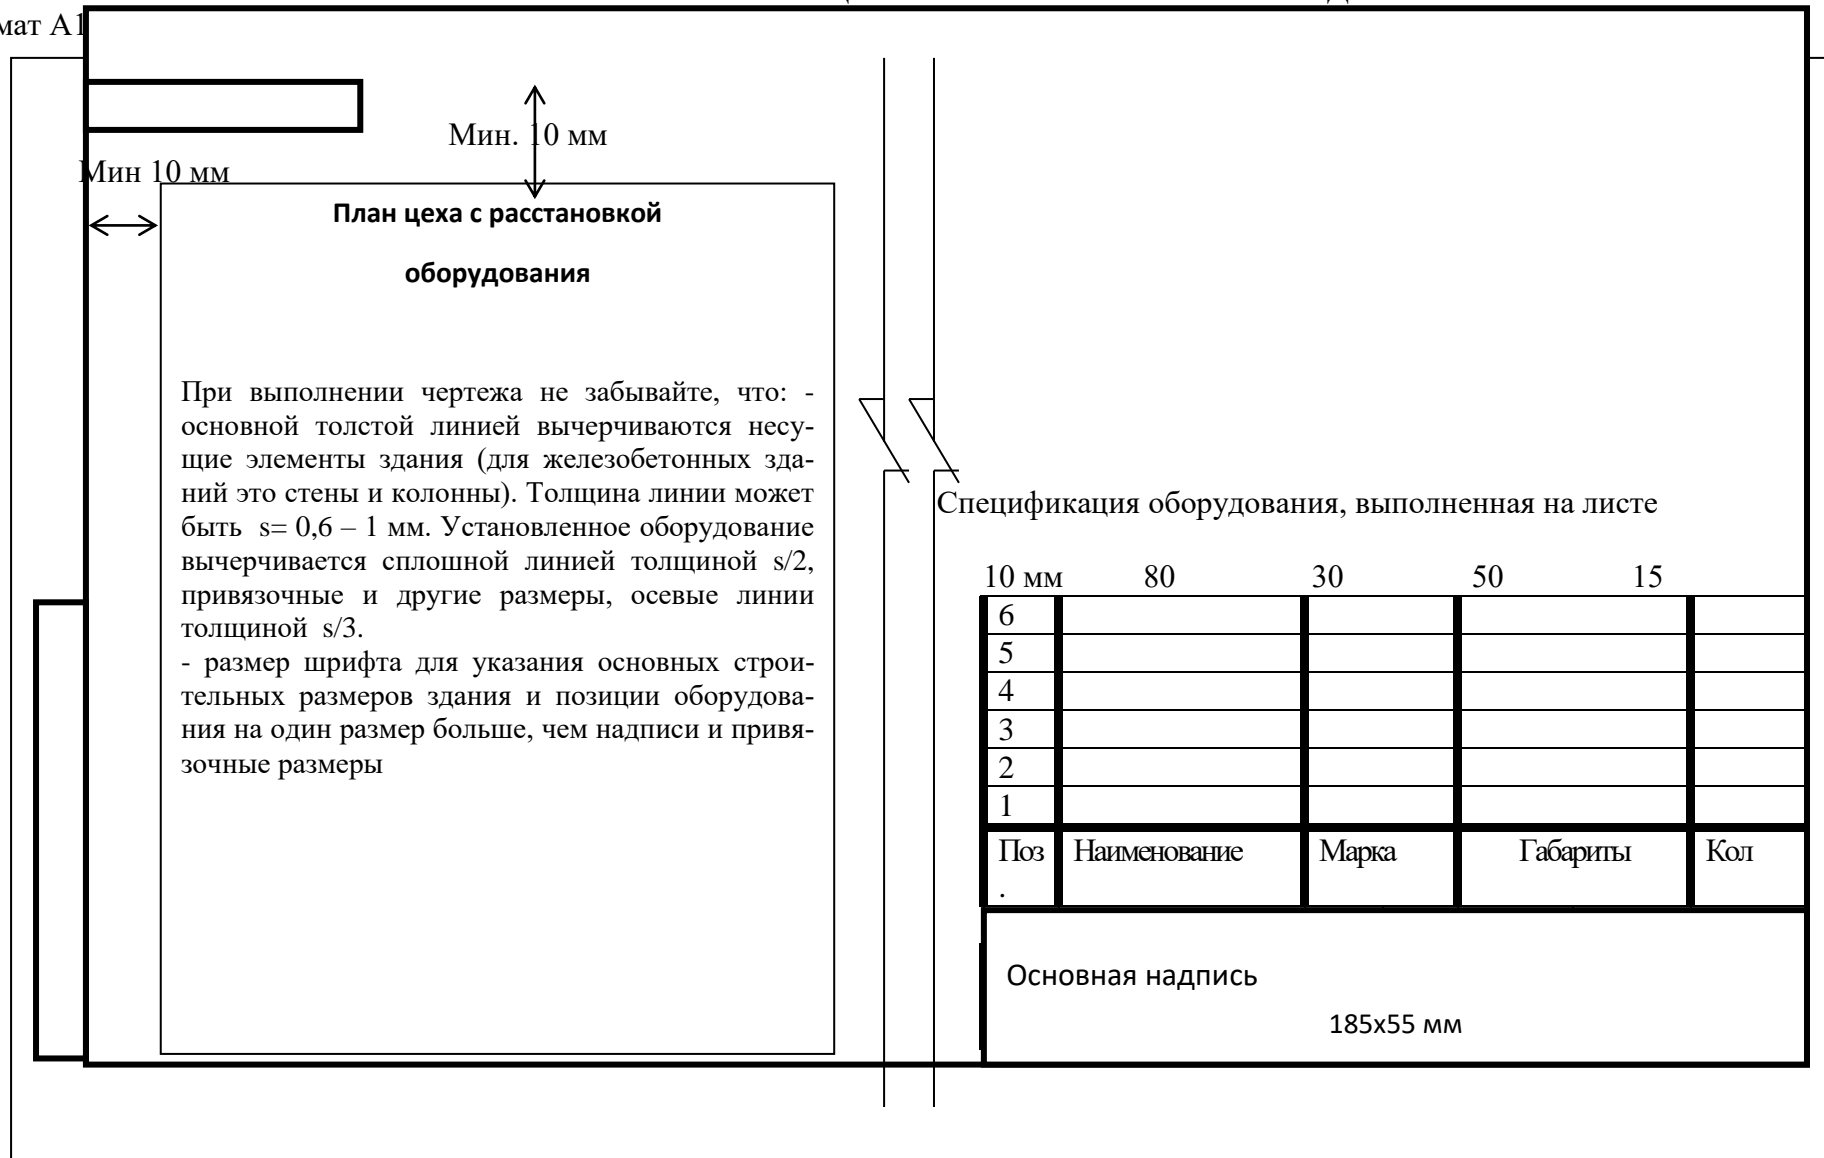 мат А1
Мин. 10 мм
Мин 10 мм
План цеха с расстановкой
оборудования
При выполнении чертежа не забывайте, что: -
основной толстой линией вычерчиваются несу-
щие элементы здания (для железобетонных зда-
ний это стены и колонны). Толщина линии может
быть s= 0,6 – 1 мм. Установленное оборудование
вычерчивается сплошной линией толщиной s/2,
привязочные и другие размеры, осевые линии
толщиной s/3.
- размер шрифта для указания основных строи-
тельных размеров здания и позиции оборудова-
ния на один размер больше, чем надписи и привя-
зочные размеры
Спецификация оборудования, выполненная на листе
10 мм 80 30 50 15
6
5
4
3
2
1
Поз Наименование Марка Габариты Кол
.
Основная надпись
185х55 мм